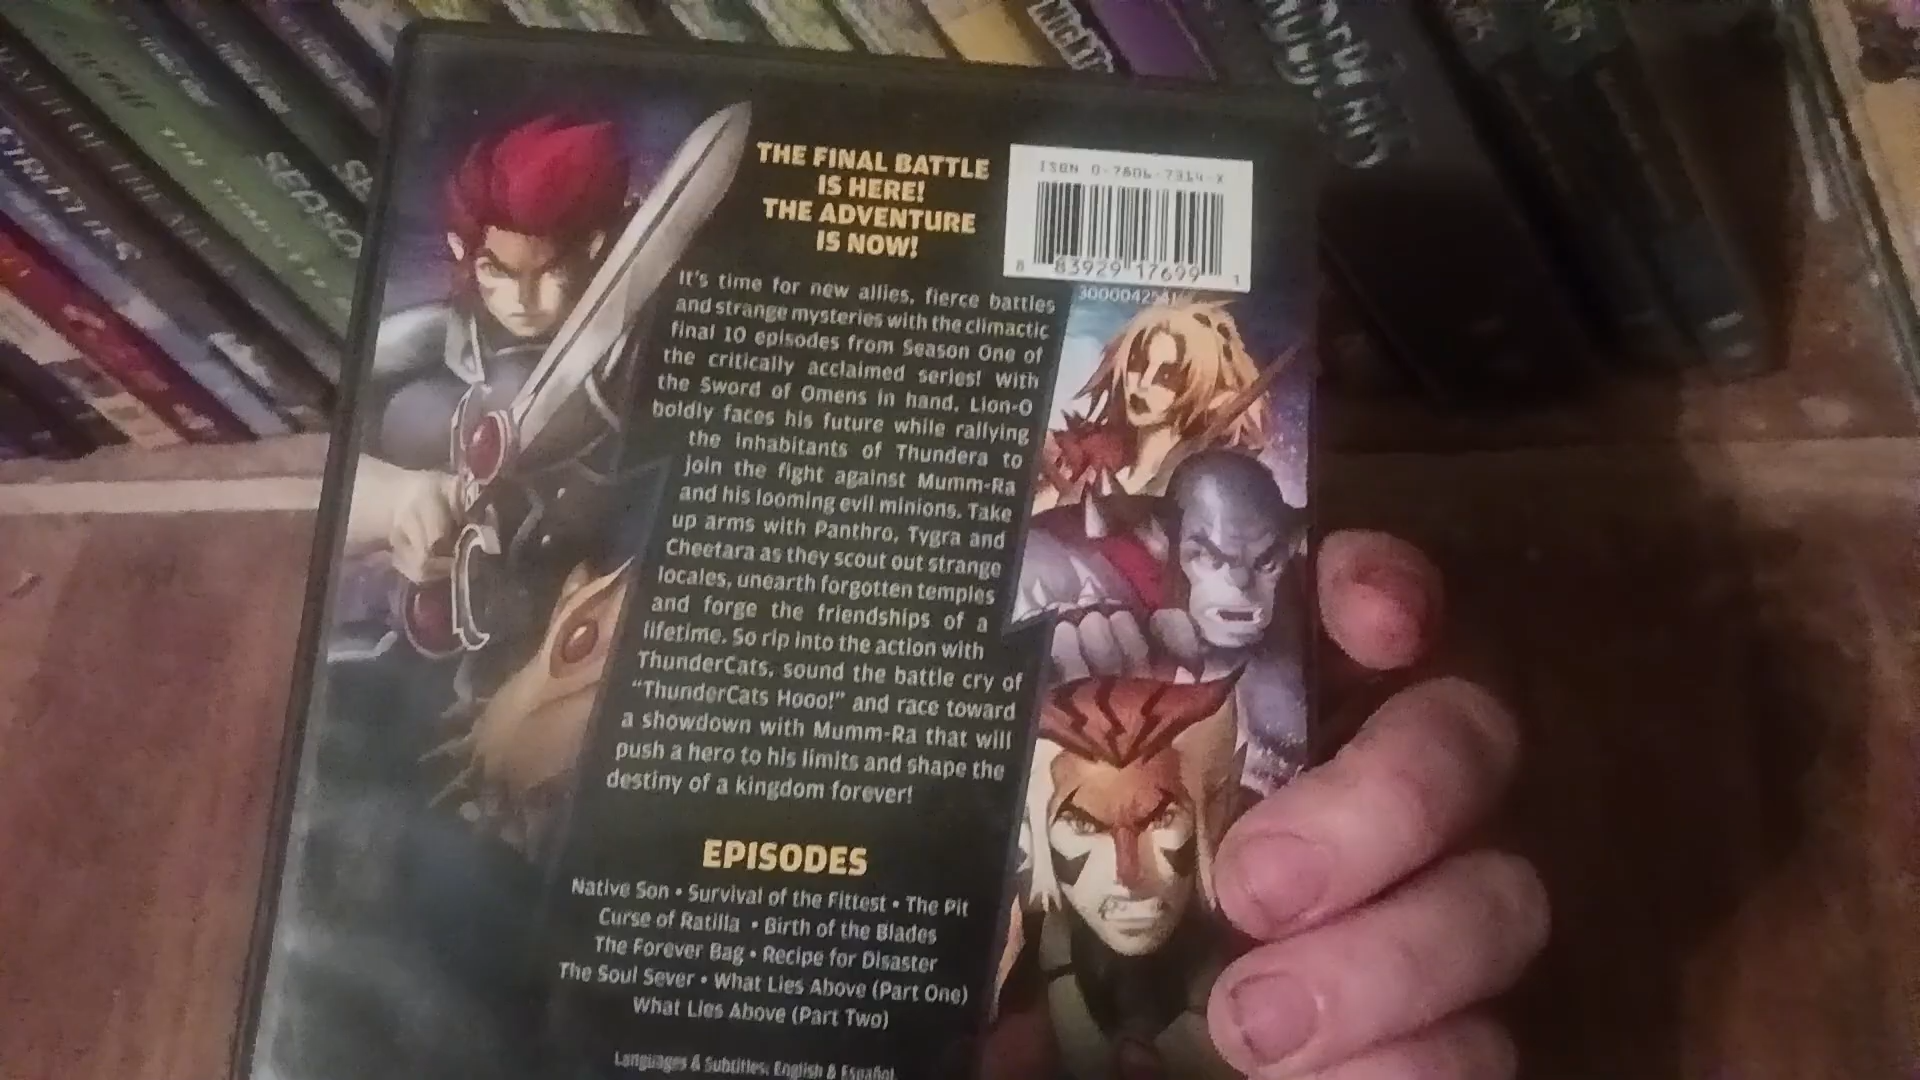 THE FINAL BATTLE
IS HERE!
THE ADVENTURE
IS NOW!
ISBN 0-7806-7314-X
8 83929 17699 1
It's time for new allies, fierce battles
and strange mysteries with the climactic
final 10 episodes from Season One of
the critically acclaimed series! With
the Sword of Omens in hand, Lion-O
boldly faces his future while rallying
the inhabitants of Thundera to
join the fight against Mumm-Ra
and his looming evil minions. Take
up arms with Panthro, Tygra and
Cheetara as they scout out strange
locales, unearth forgotten temples
and forge the friendships of a
lifetime. So rip into the action with
ThunderCats, sound the battle cry of
"ThunderCats Hooo!" and race toward
a showdown with Mumm-Ra that will
push a hero to his limits and shape the
destiny of a kingdom forever!
EPISODES
Native Son • Survival of the Fittest • The Pit
Curse of Ratilla • Birth of the Blades
The Forever Bag • Recipe for Disaster
The Soul Sever • What Lies Above (Part One)
What Lies Above (Part Two)
Languages & Subtitles: English & Español.
SEASO